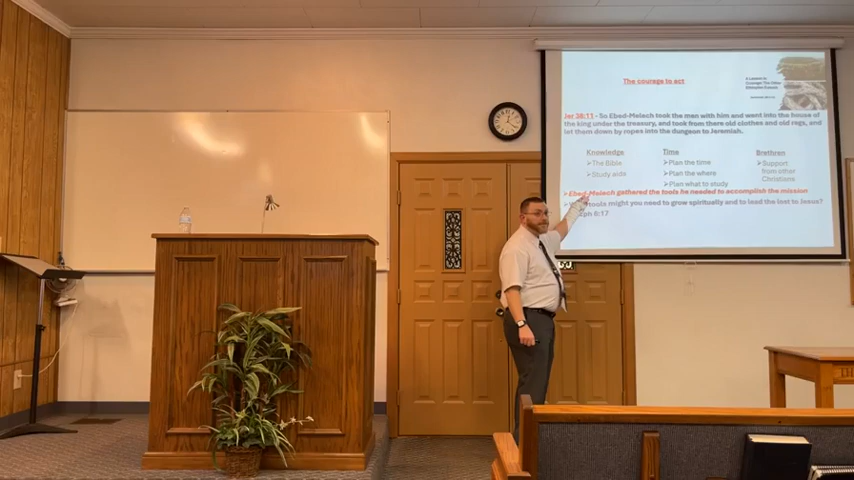 The courage to act
A Lesson in
Courage: The Other
Jer 38:11 - So Ebed-Melech took the men with him and went into the house of
the king under the treasury, and took from there old clothes and old rags, and
let them down by ropes into the dungeon to Jeremiah.
Knowledge
➢The Bible
➢Study aids
Time
➢Plan the time
➢Plan the where
➢Plan what to study
Brethren
➢Support
from other
Christians
➢Ebed-Melech gathered the tools he needed to accomplish the mission
tools might you need to grow spiritually and to lead the lost to Jesus?
Eph 6:17